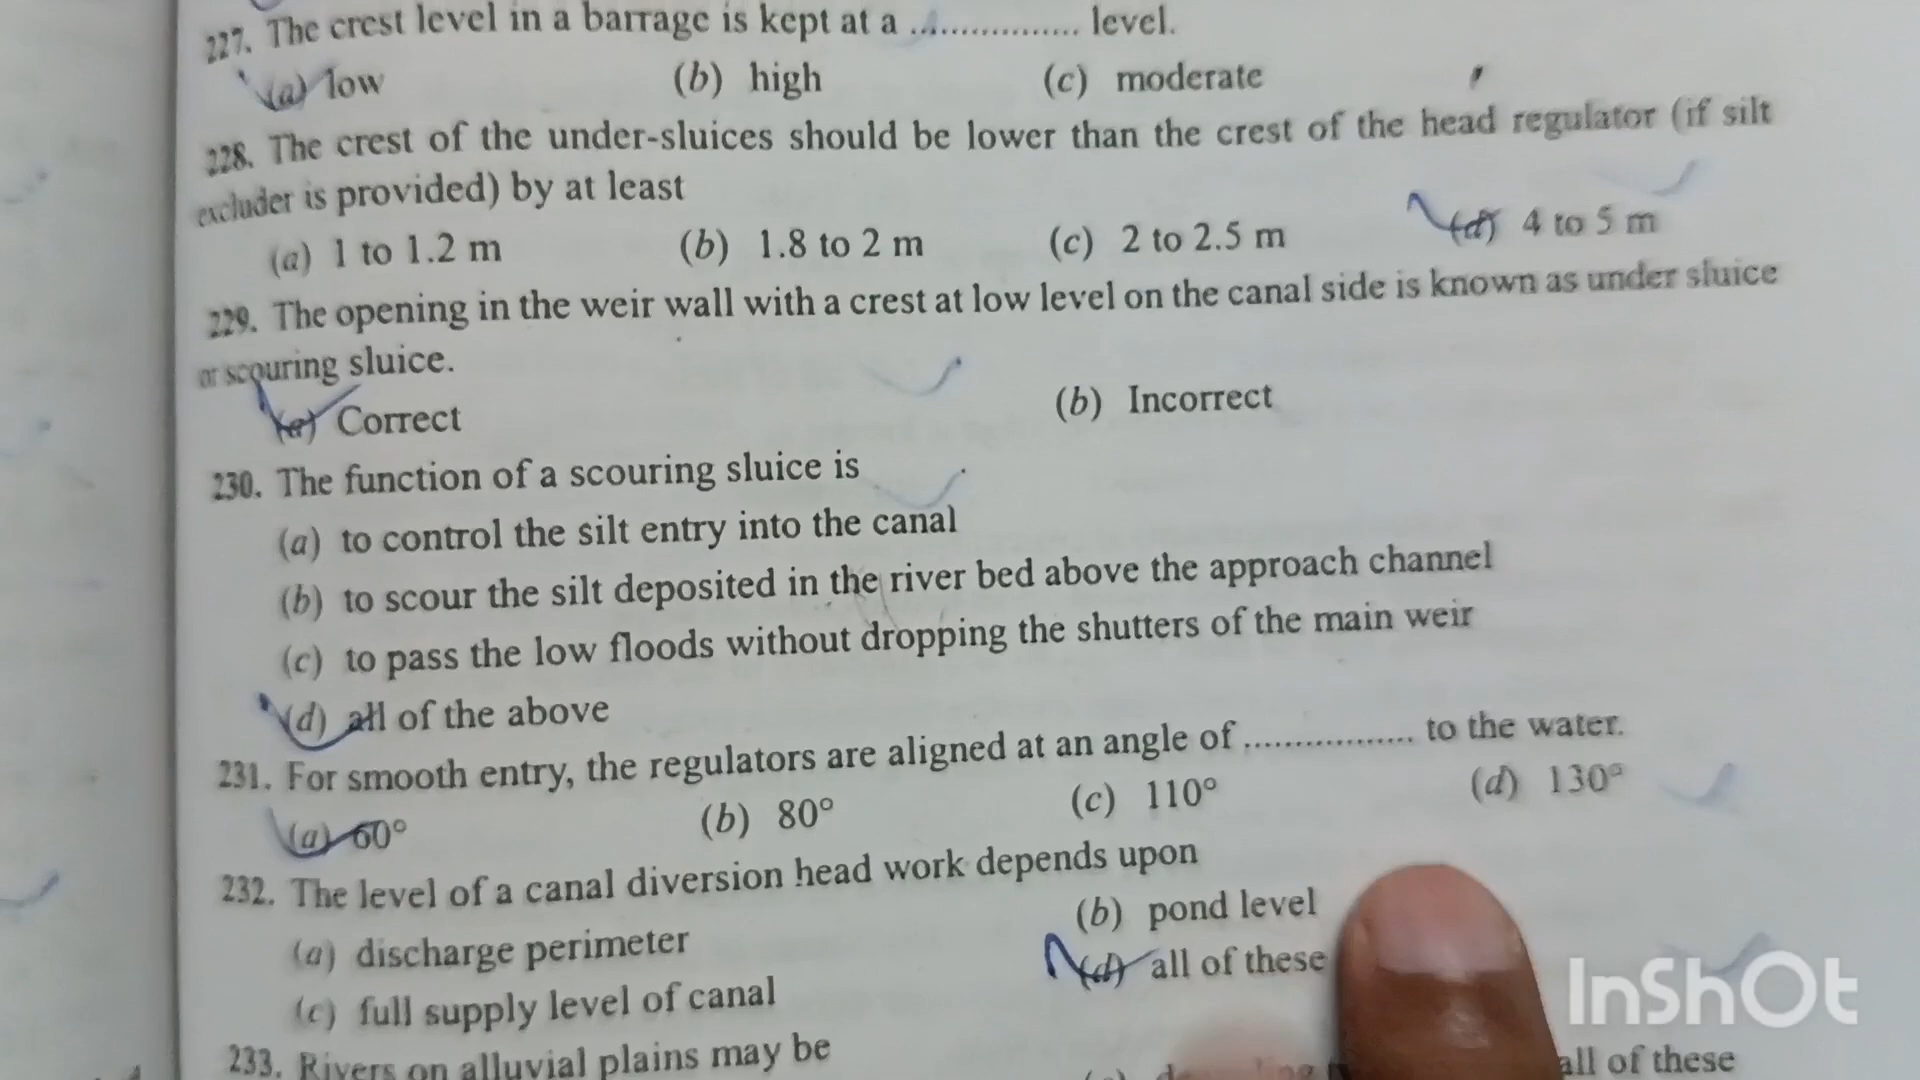 227. The crest level in a barrage is kept at a ................ level.
(a) low (b) high (c) moderate
228. The crest of the under-sluices should be lower than the crest of the head regulator (if silt
excluder is provided) by at least
(a) 1 to 1.2 m (b) 1.8 to 2 m (c) 2 to 2.5 m (d) 4 to 5 m
229. The opening in the weir wall with a crest at low level on the canal side is known as under sluice
or scouring sluice.
(a) Correct (b) Incorrect
230. The function of a scouring sluice is
(a) to control the silt entry into the canal
(b) to scour the silt deposited in the river bed above the approach channel
(c) to pass the low floods without dropping the shutters of the main weir
(d) all of the above
231. For smooth entry, the regulators are aligned at an angle of ................ to the water.
(a) 60° (b) 80° (c) 110° (d) 130°
232. The level of a canal diversion head work depends upon
(a) discharge perimeter (b) pond level
(c) full supply level of canal (d) all of these
233. Rivers on alluvial plains may be
all of these
InShOt